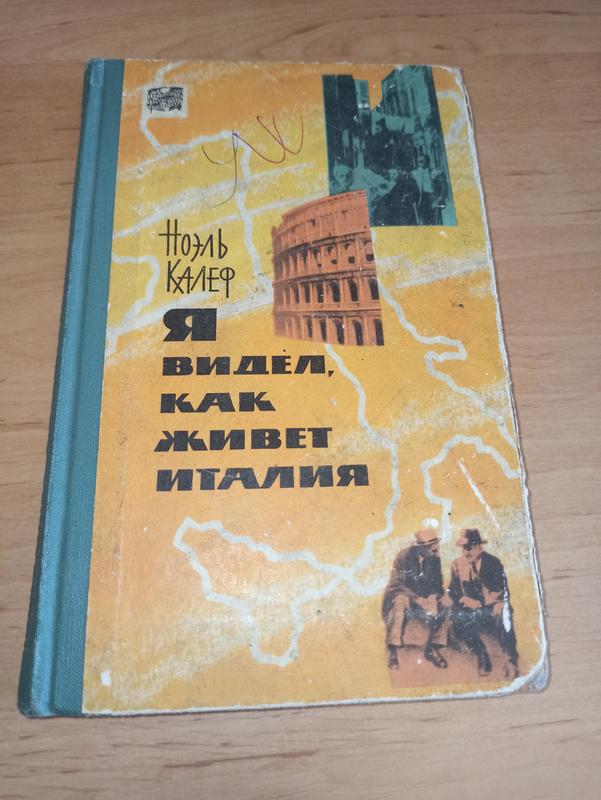 Ноэль
Калеф
Я
ВИДЕЛ,
КАК
ЖИВЕТ
ИТАЛИЯ